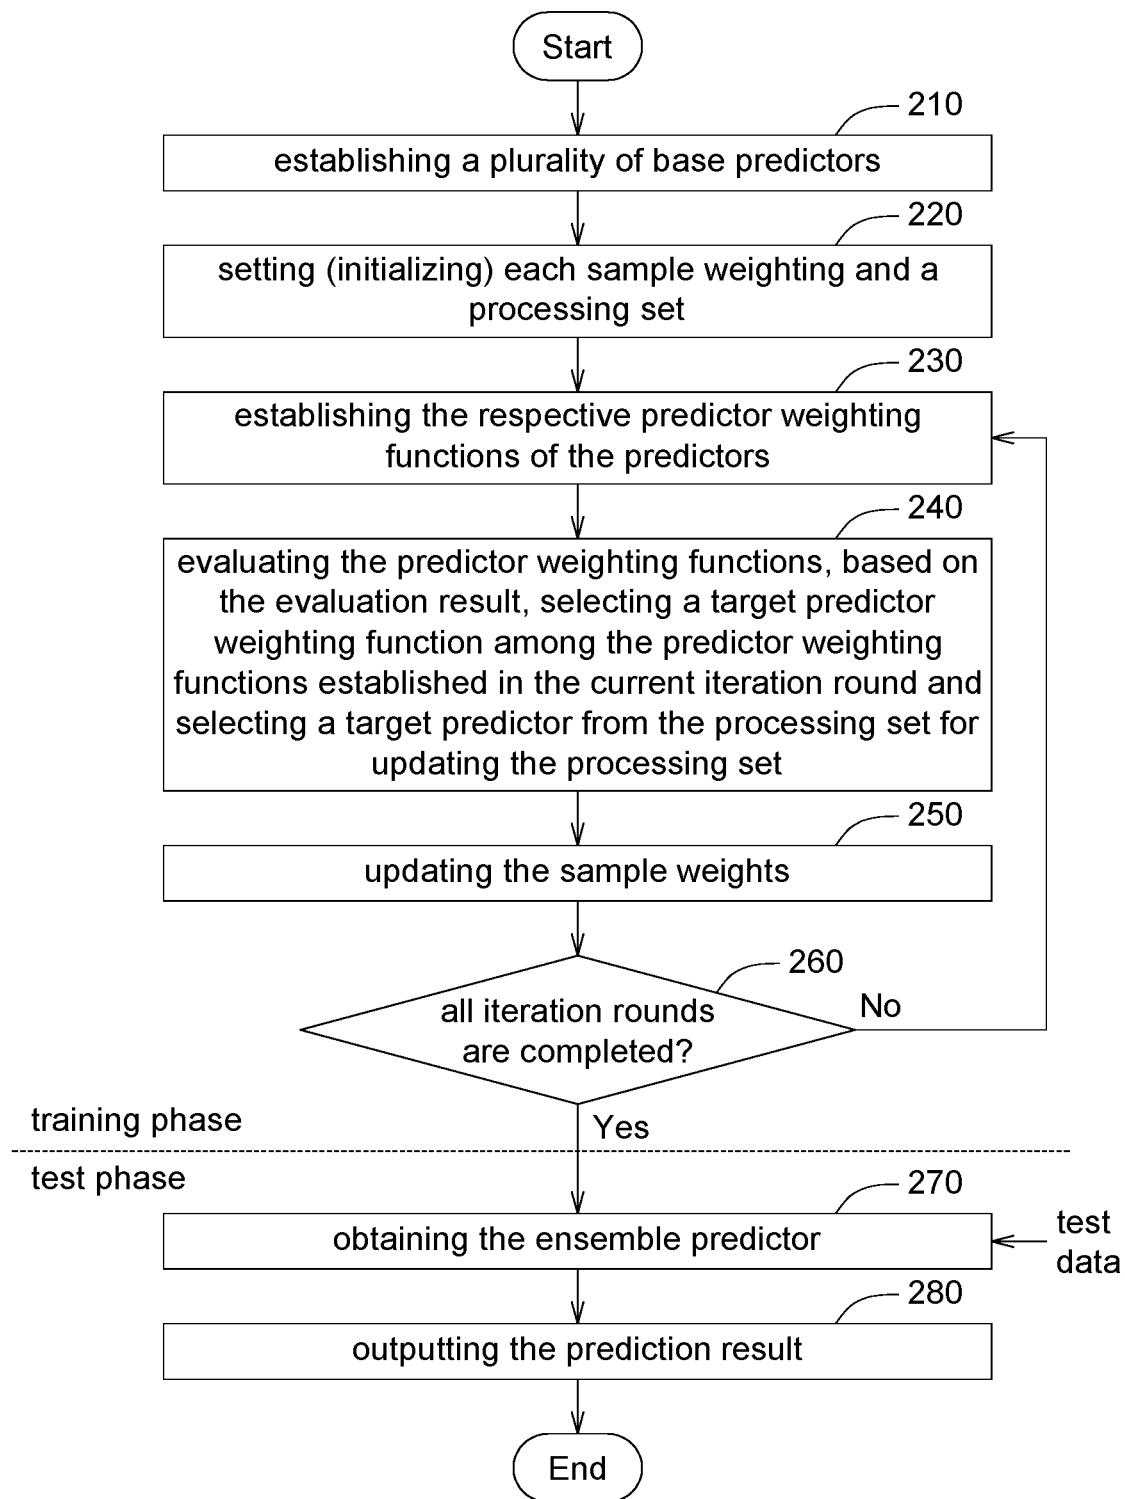 Start
210
establishing a plurality of base predictors
220
setting (initializing) each sample weighting and a
processing set
230
establishing the respective predictor weighting
functions of the predictors
240
evaluating the predictor weighting functions, based on
the evaluation result, selecting a target predictor
weighting function among the predictor weighting
functions established in the current iteration round and
selecting a target predictor from the processing set for
updating the processing set
250
updating the sample weights
260
all iteration rounds
are completed?
No
training phase
Yes
test phase
270
obtaining the ensemble predictor
test
data
280
outputting the prediction result
End